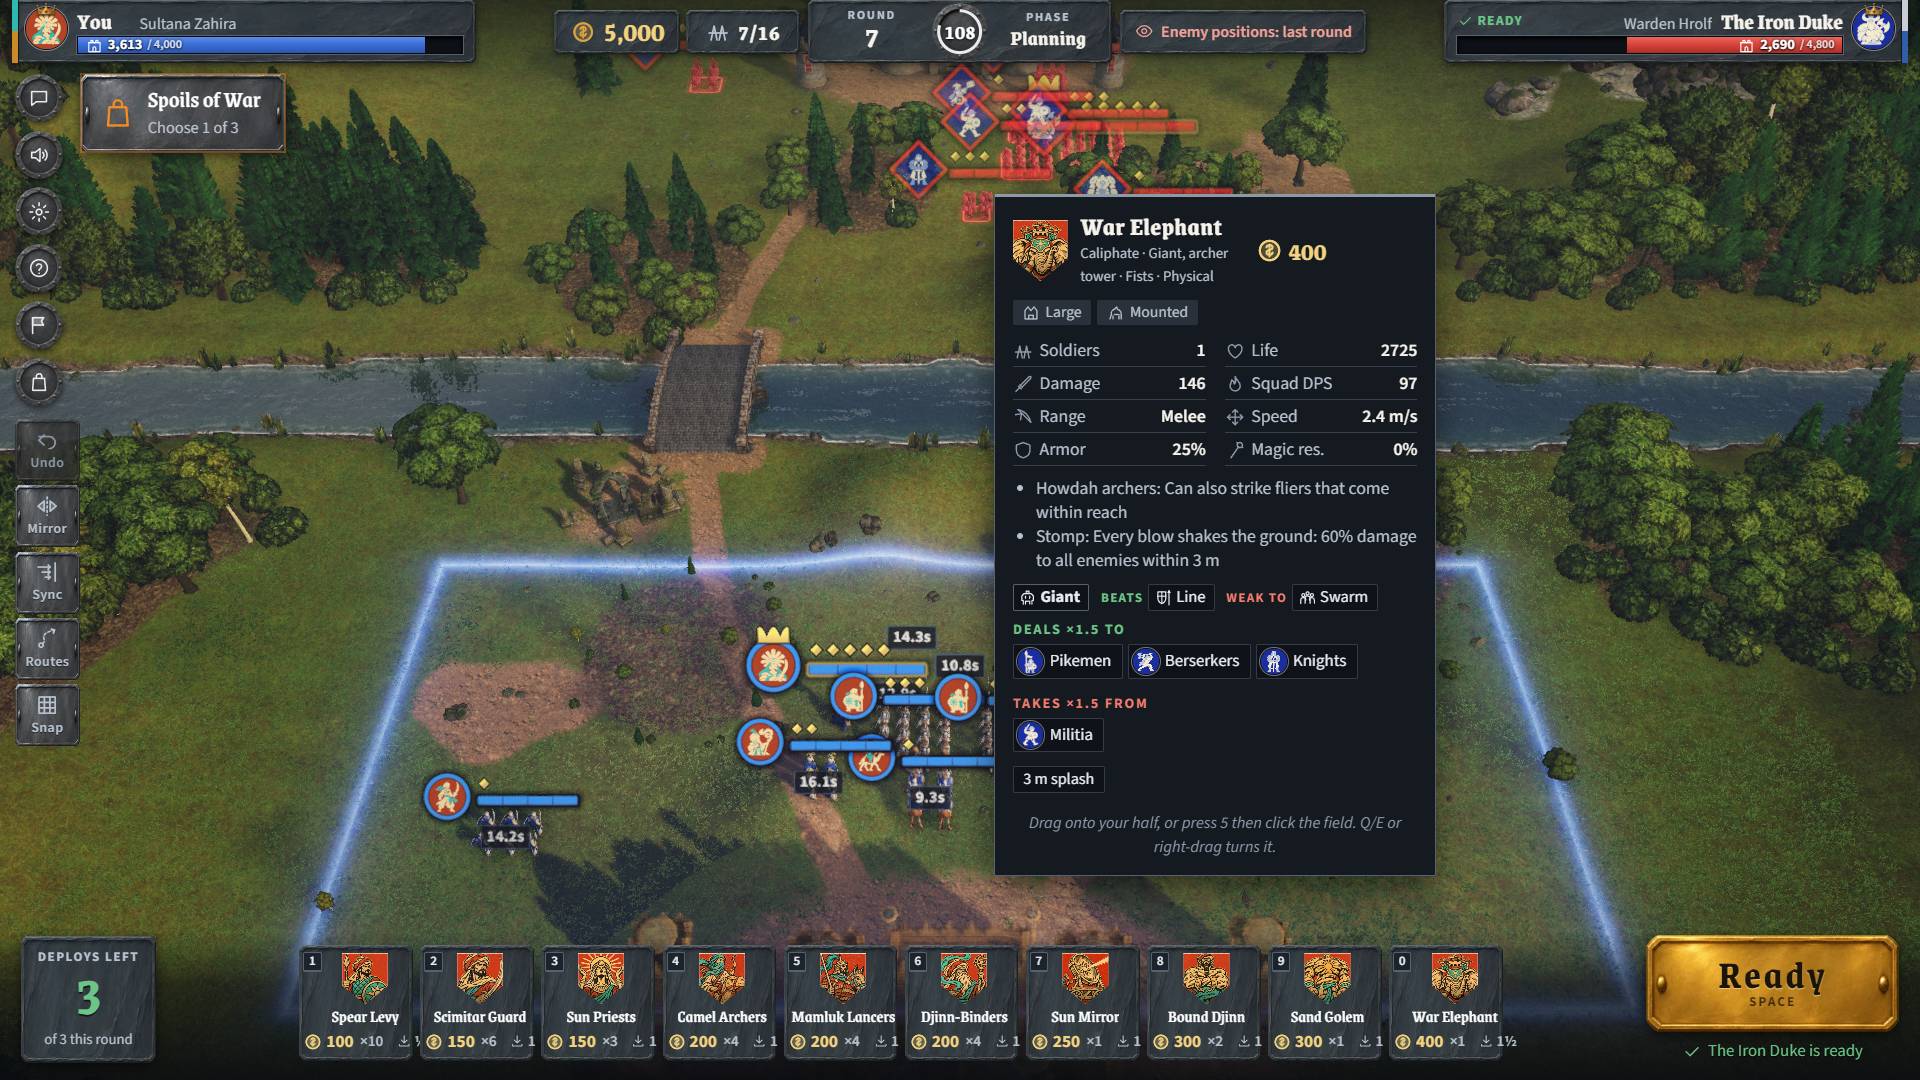 You Sultana Zahira
3,613 / 4,000
5,000
7/16
ROUND
7
108
PHASE
Planning
Enemy positions: last round
READY
Warden Hrolf The Iron Duke
2,690 / 4,800
Spoils of War
Choose 1 of 3
Undo
Mirror
Sync
Routes
Snap
War Elephant
Caliphate · Giant, archer
tower · Fists · Physical
400
Large
Mounted
Soldiers 1
Life 2725
Damage 146
Squad DPS 97
Range Melee
Speed 2.4 m/s
Armor 25%
Magic res. 0%
• Howdah archers: Can also strike fliers that come
within reach
• Stomp: Every blow shakes the ground: 60% damage
to all enemies within 3 m
Giant BEATS Line WEAK TO Swarm
DEALS ×1.5 TO
Pikemen Berserkers Knights
TAKES ×1.5 FROM
Militia
3 m splash
Drag onto your half, or press 5 then click the field. Q/E or
right-drag turns it.
14.3s
10.8s
16.1s
9.3s
14.2s
DEPLOYS LEFT
3
of 3 this round
1
Spear Levy
100 ×10
2
Scimitar Guard
150 ×6 1
3
Sun Priests
150 ×3 1
4
Camel Archers
200 ×4 1
5
Mamluk Lancers
200 ×4 1
6
Djinn-Binders
200 ×4 1
7
Sun Mirror
250 ×1 1
8
Bound Djinn
300 ×2 1
9
Sand Golem
300 ×1 1
0
War Elephant
400 ×1 1½
Ready
SPACE
The Iron Duke is ready